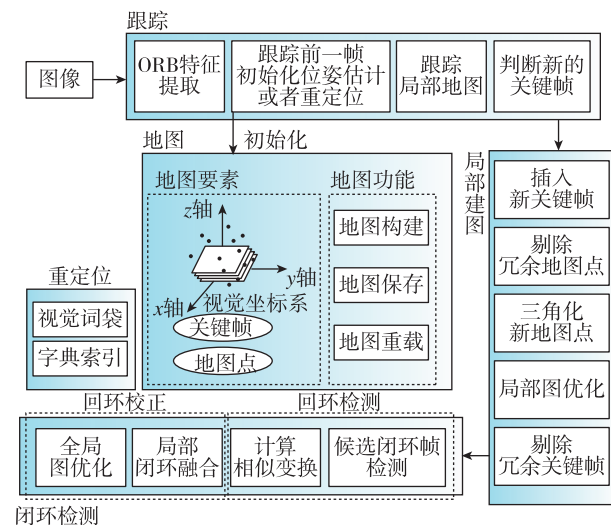 跟踪
图像
ORB特征
提取
跟踪前一帧
初始化位姿估计
或者重定位
跟踪
局部地图
判断新的
关键帧
地图
初始化
地图要素
z轴
y轴
x轴
视觉坐标系
关键帧
地图点
地图功能
地图构建
地图保存
地图重载
局部建图
插入
新关键帧
剔除
冗余地图点
三角化
新地图点
局部图优化
剔除
冗余关键帧
重定位
视觉词袋
字典索引
回环校正
回环检测
全局
图优化
局部
闭环融合
计算
相似变换
候选闭环帧
检测
闭环检测